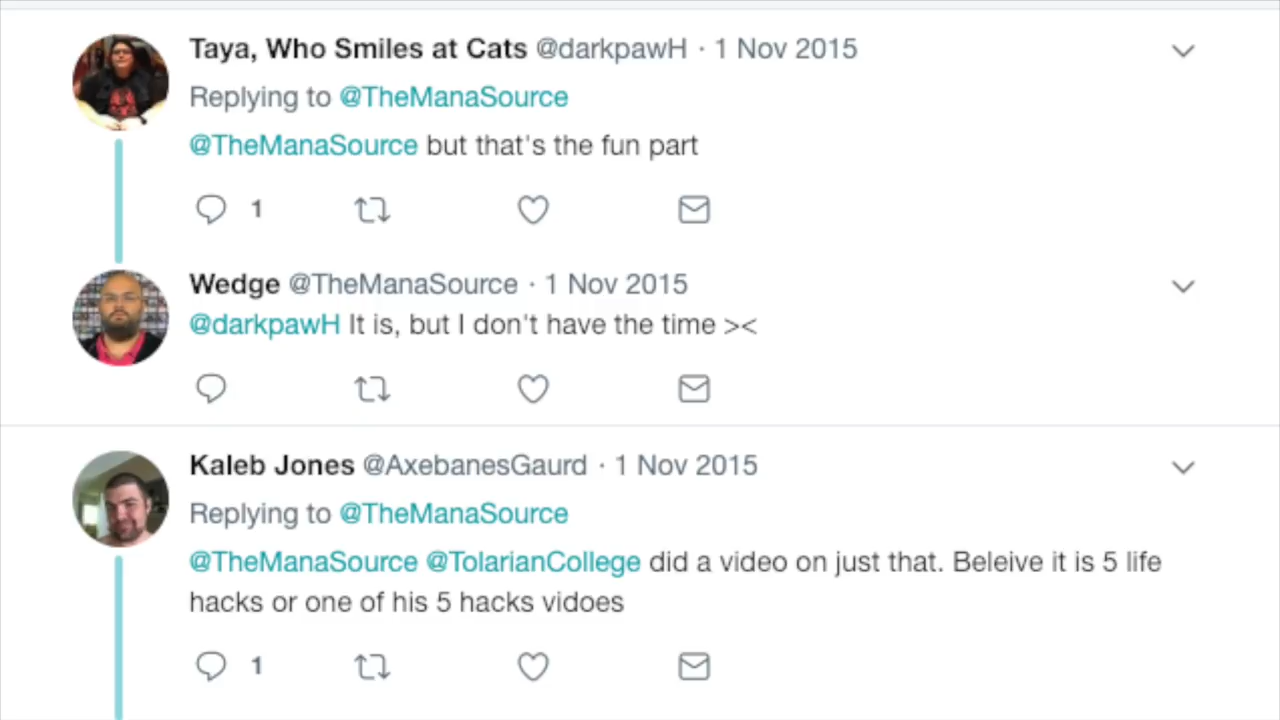 Taya, Who Smiles at Cats @darkpawH · 1 Nov 2015
Replying to @TheManaSource
@TheManaSource but that's the fun part
1
Wedge @TheManaSource · 1 Nov 2015
@darkpawH It is, but I don't have the time ><
Kaleb Jones @AxebanesGaurd · 1 Nov 2015
Replying to @TheManaSource
@TheManaSource @TolarianCollege did a video on just that. Beleive it is 5 life
hacks or one of his 5 hacks vidoes
1